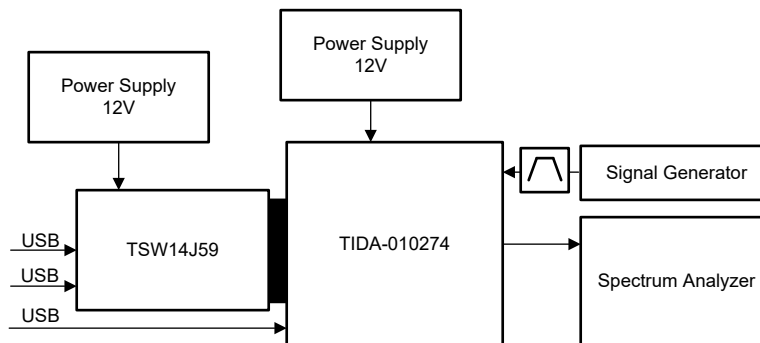 Power Supply
12V
Power Supply
12V
Signal Generator
TSW14J59
TIDA-010274
USB
USB
Spectrum Analyzer
USB